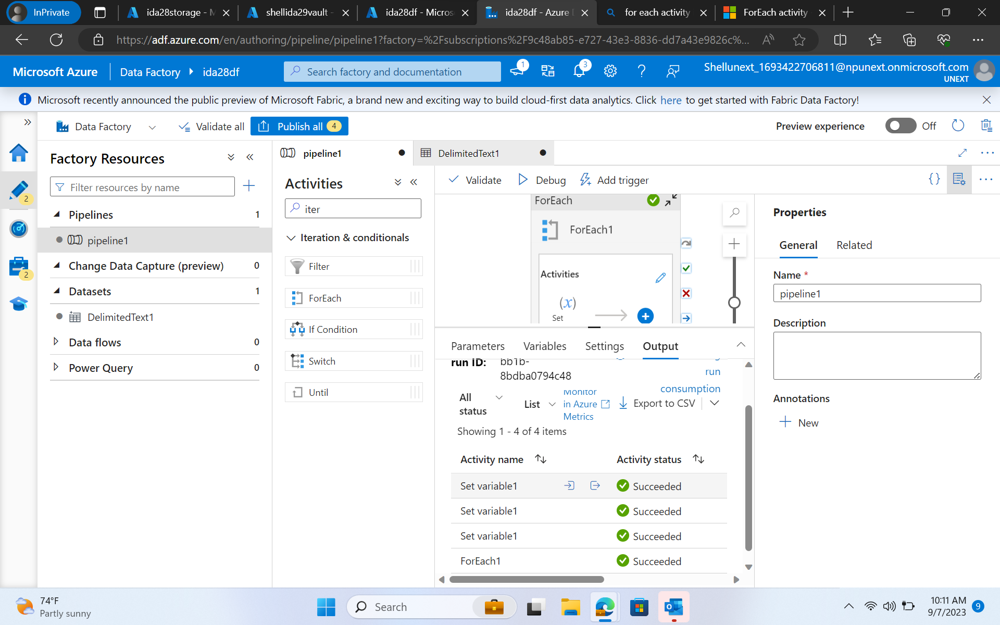 InPrivate
ida28storage - M
shellida29vault -
ida28df - Micros
ida28df - Azure
for each activity
ForEach activity
https://adf.azure.com/en/authoring/pipeline/pipeline1?factory=%2Fsubscriptions%2F9c48ab85-e727-43e3-8836-dd7a43e9826c%...
Microsoft Azure
Data Factory
ida28df
Search factory and documentation
1
3
Shellunext_1693422706811@npunext.onmicrosoft.com
UNEXT
Microsoft recently announced the public preview of Microsoft Fabric, a brand new and exciting way to build cloud-first data analytics. Click here to get started with Fabric Data Factory!
Data Factory
Validate all
Publish all 4
Preview experience
Off
2
2
Factory Resources
Filter resources by name
Pipelines 1
pipeline1
Change Data Capture (preview) 0
Datasets 1
DelimitedText1
Data flows 0
Power Query 0
pipeline1
DelimitedText1
Activities
iter
Iteration & conditionals
Filter
ForEach
If Condition
Switch
Until
Validate
Debug
Add trigger
{}
ForEach
ForEach1
Activities
(x)
Set
Parameters
Variables
Settings
Output
run ID:
bb1b-
8bdba0794c48
run
consumption
All
status
List
Monitor
in Azure
Metrics
Export to CSV
Showing 1 - 4 of 4 items
Activity name
Activity status
Set variable1 Succeeded
Set variable1 Succeeded
Set variable1 Succeeded
ForEach1 Succeeded
Properties
General
Related
Name *
pipeline1
Description
Annotations
New
74°F
Partly sunny
Search
10:11 AM
9/7/2023
9